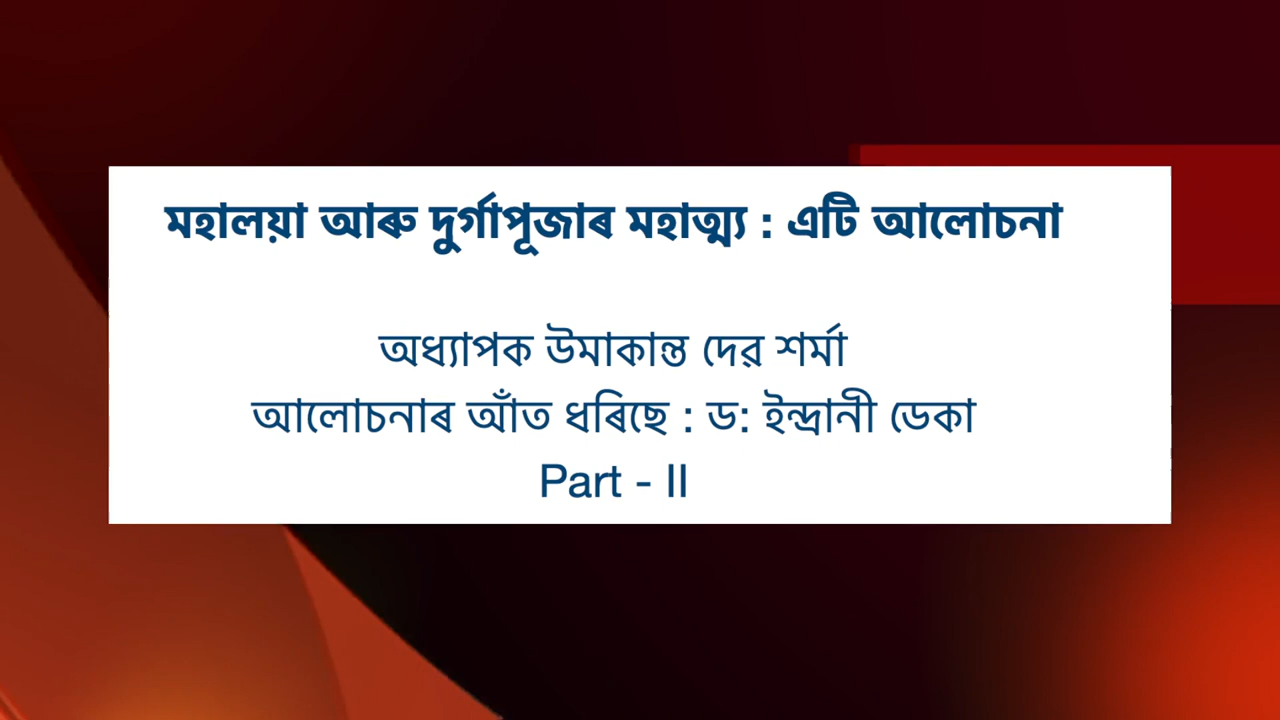 মহালয়া আৰু দুৰ্গাপূজাৰ মহাত্ম্য : এটি আলোচনা
অধ্যাপক উমাকান্ত দেৱ শৰ্মা
আলোচনাৰ আঁত ধৰিছে : ড: ইন্দ্ৰানী ডেকা
Part - II